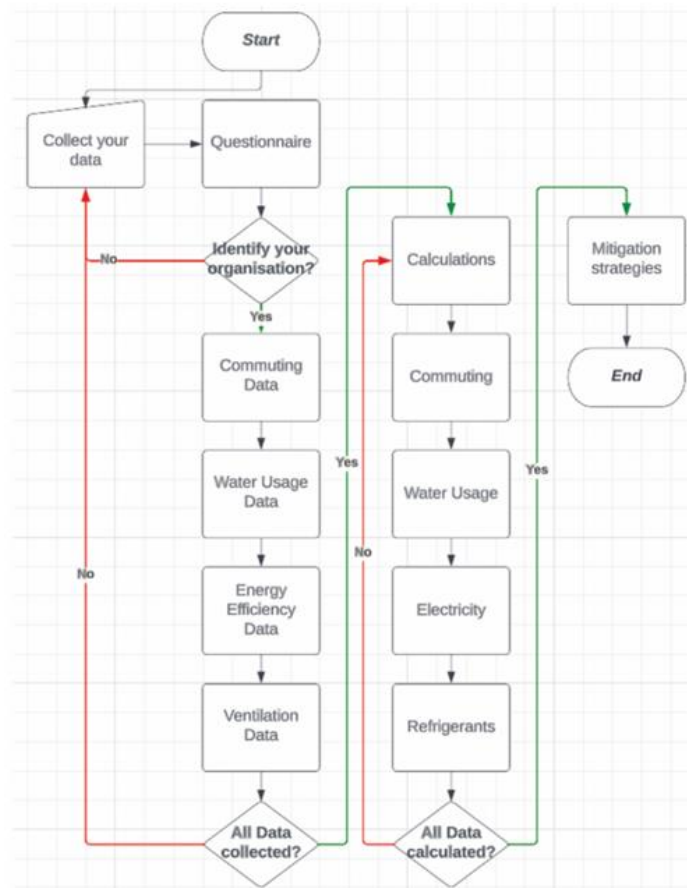 Start
Collect your
data
Questionnaire
No
Identify your
organisation?
Yes
Commuting
Data
Water Usage
Data
Energy
Efficiency
Data
Ventilation
Data
No
All Data
collected?
Yes
Calculations
Commuting
Water Usage
Electricity
Refrigerants
No
All Data
calculated?
Yes
Mitigation
strategies
End